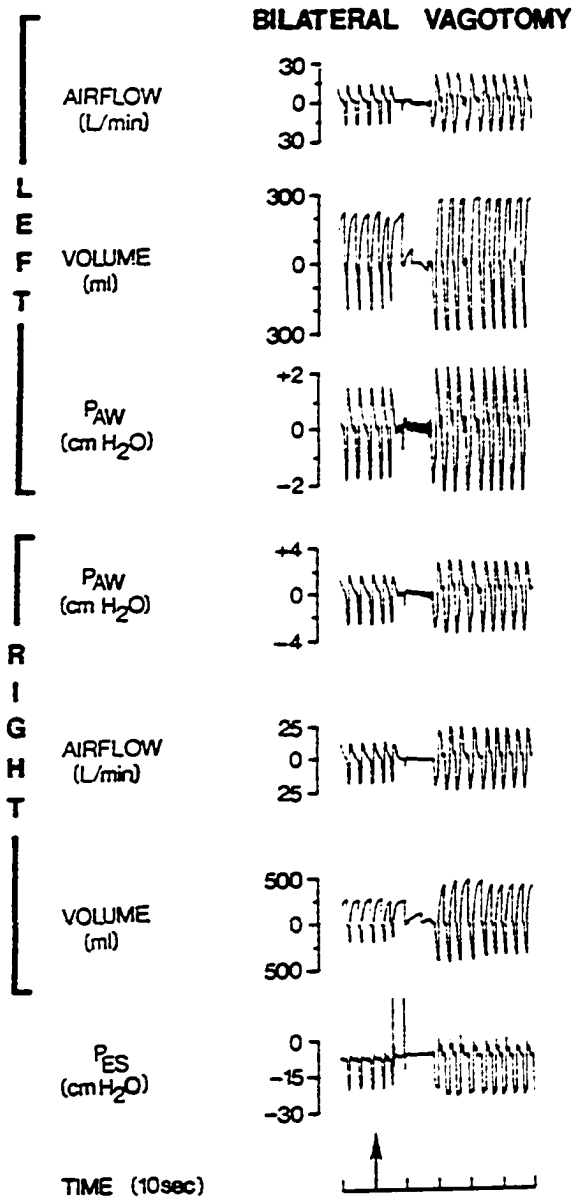 BILATERAL VAGOTOMY
LEFT
AIRFLOW
(L/min)
30
0
30
VOLUME
(ml)
300
0
300
PAW
(cm H2O)
+2
0
−2
RIGHT
PAW
(cm H2O)
+4
0
−4
AIRFLOW
(L/min)
25
0
25
VOLUME
(ml)
500
0
500
PES
(cm H2O)
0
−15
−30
TIME (10sec)